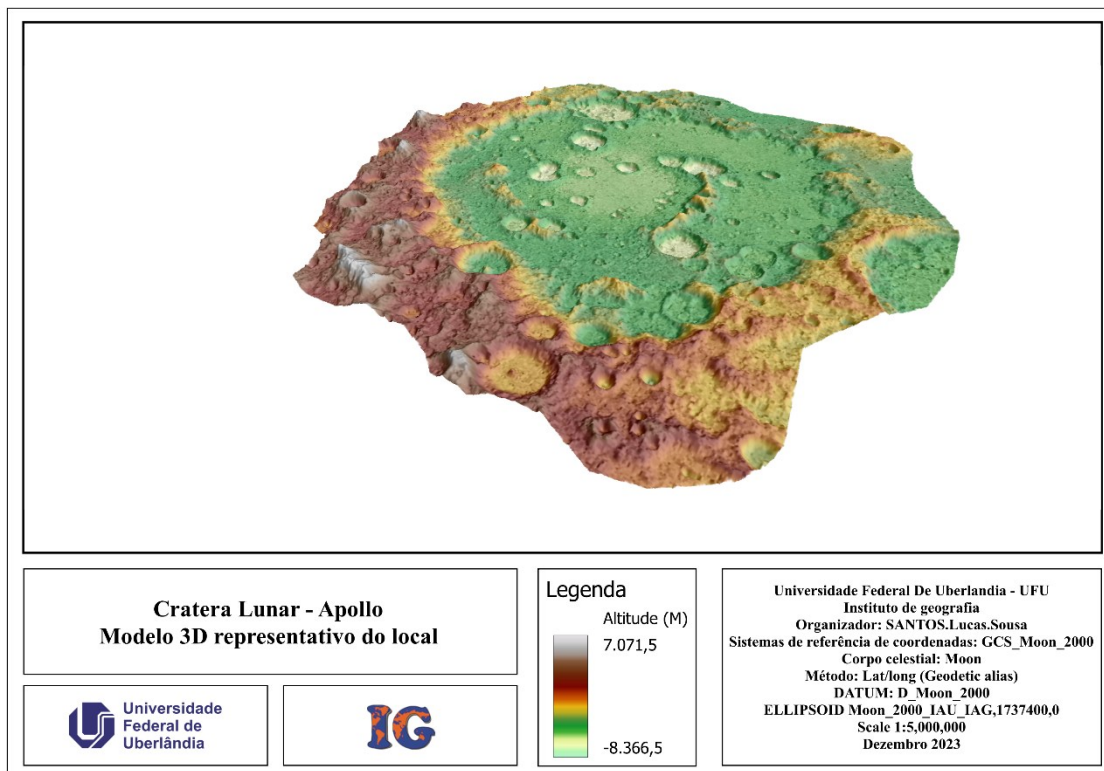 Cratera Lunar - Apollo
Modelo 3D representativo do local
Universidade
Federal de
Uberlândia
IG
Legenda
Altitude (M)
7.071,5
-8.366,5
Universidade Federal De Uberlandia - UFU
Instituto de geografia
Organizador: SANTOS.Lucas.Sousa
Sistemas de referência de coordenadas: GCS_Moon_2000
Corpo celestial: Moon
Método: Lat/long (Geodetic alias)
DATUM: D_Moon_2000
ELLIPSOID Moon_2000_IAU_IAG,1737400,0
Scale 1:5,000,000
Dezembro 2023